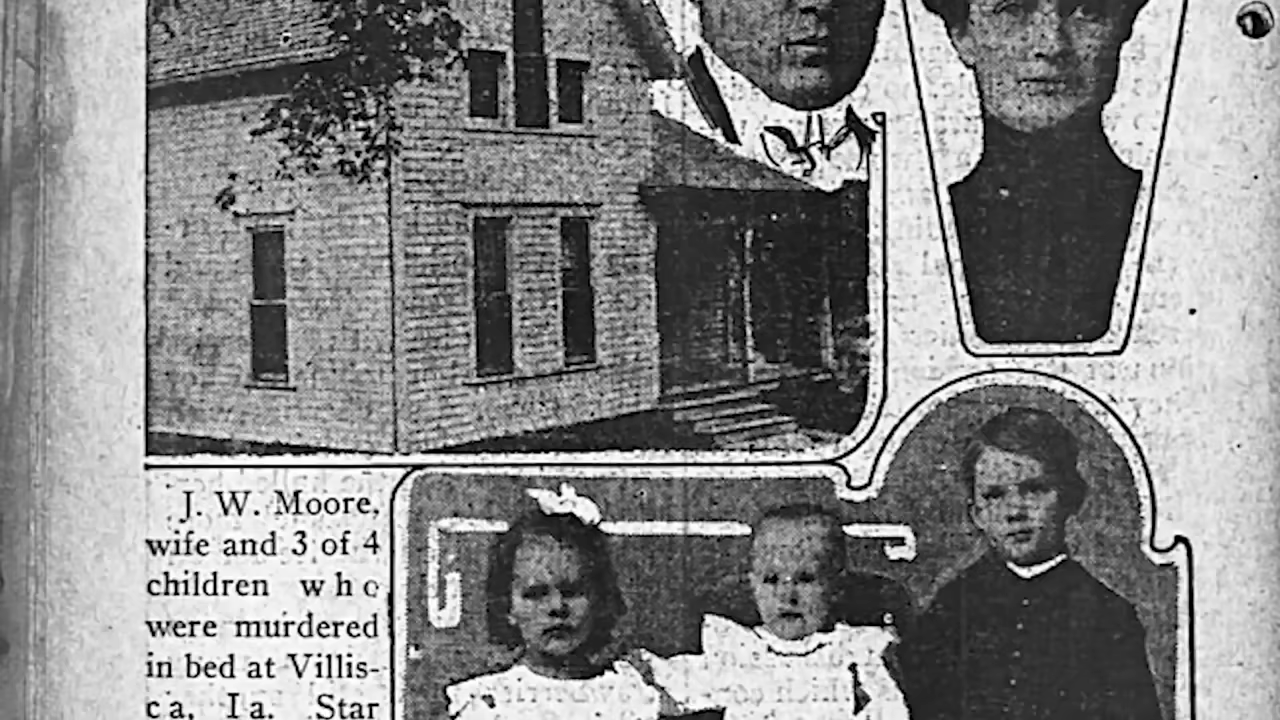 J. W. Moore,
wife and 3 of 4
children who
were murdered
in bed at Villis-
ca, Ia. Star